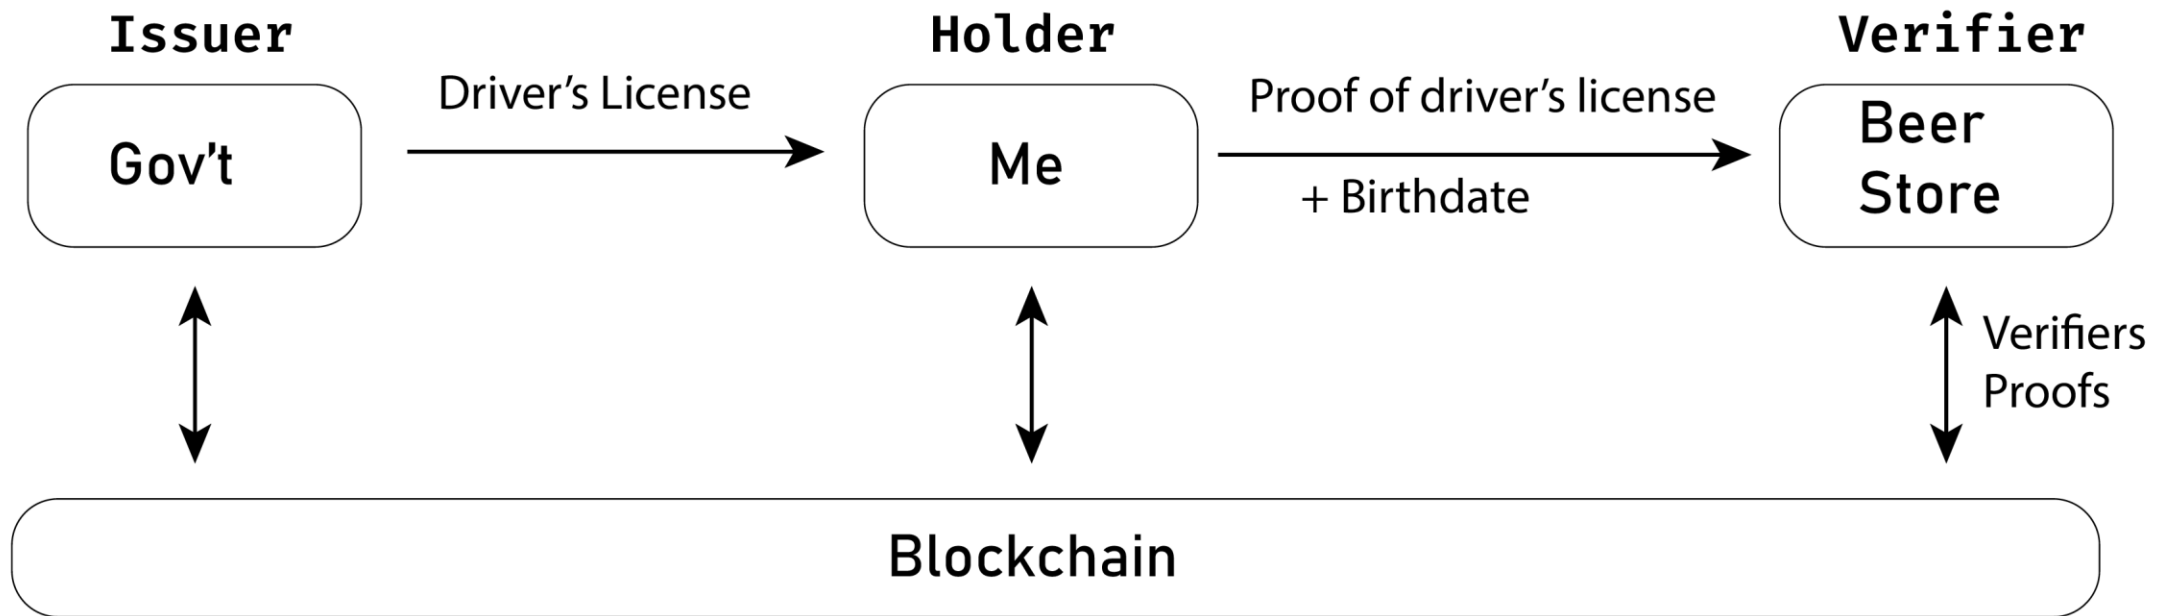 Issuer
Holder
Verifier
Driver's License
Proof of driver's license
+ Birthdate
Gov't
Me
Beer
Store
Verifiers
Proofs
Blockchain